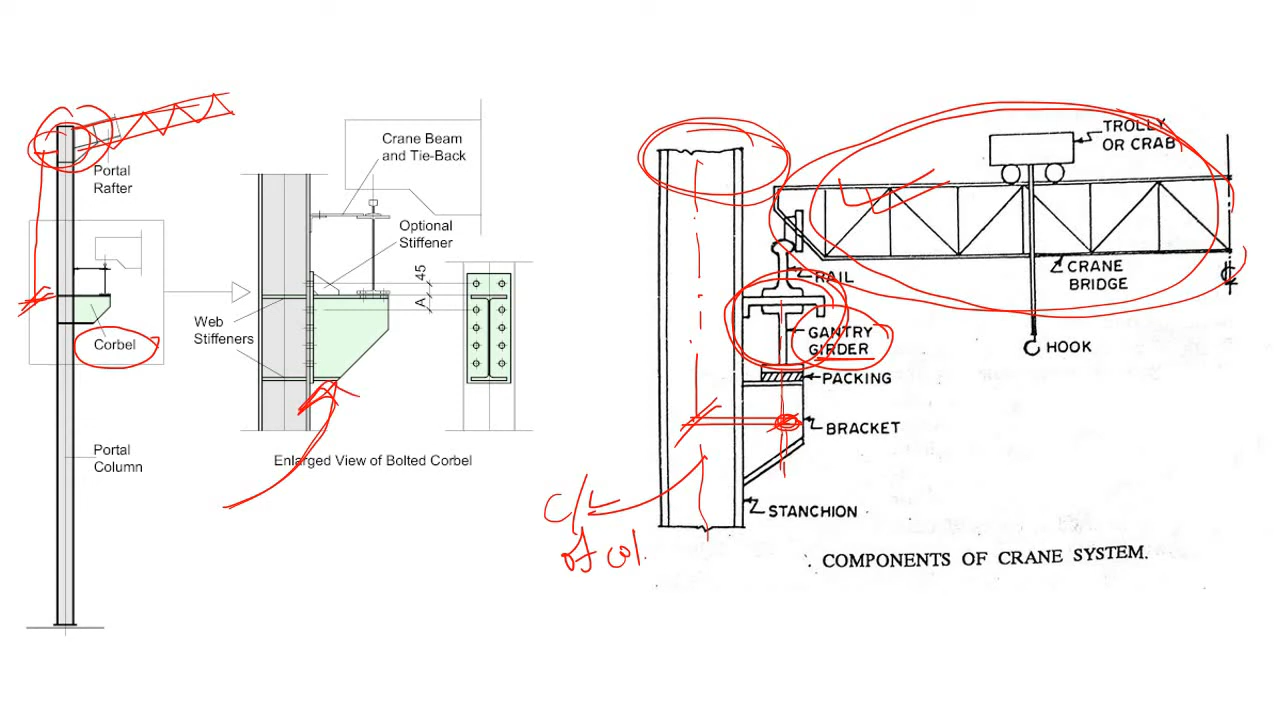 Portal
Rafter
Corbel
Portal
Column
Crane Beam
and Tie-Back
Optional
Stiffener
45
A
Web
Stiffeners
Enlarged View of Bolted Corbel
TROLLY
OR CRAB
RAIL
CRANE
BRIDGE
C/L
GANTRY
GIRDER
HOOK
PACKING
BRACKET
STANCHION
C/L
of col.
COMPONENTS OF CRANE SYSTEM.